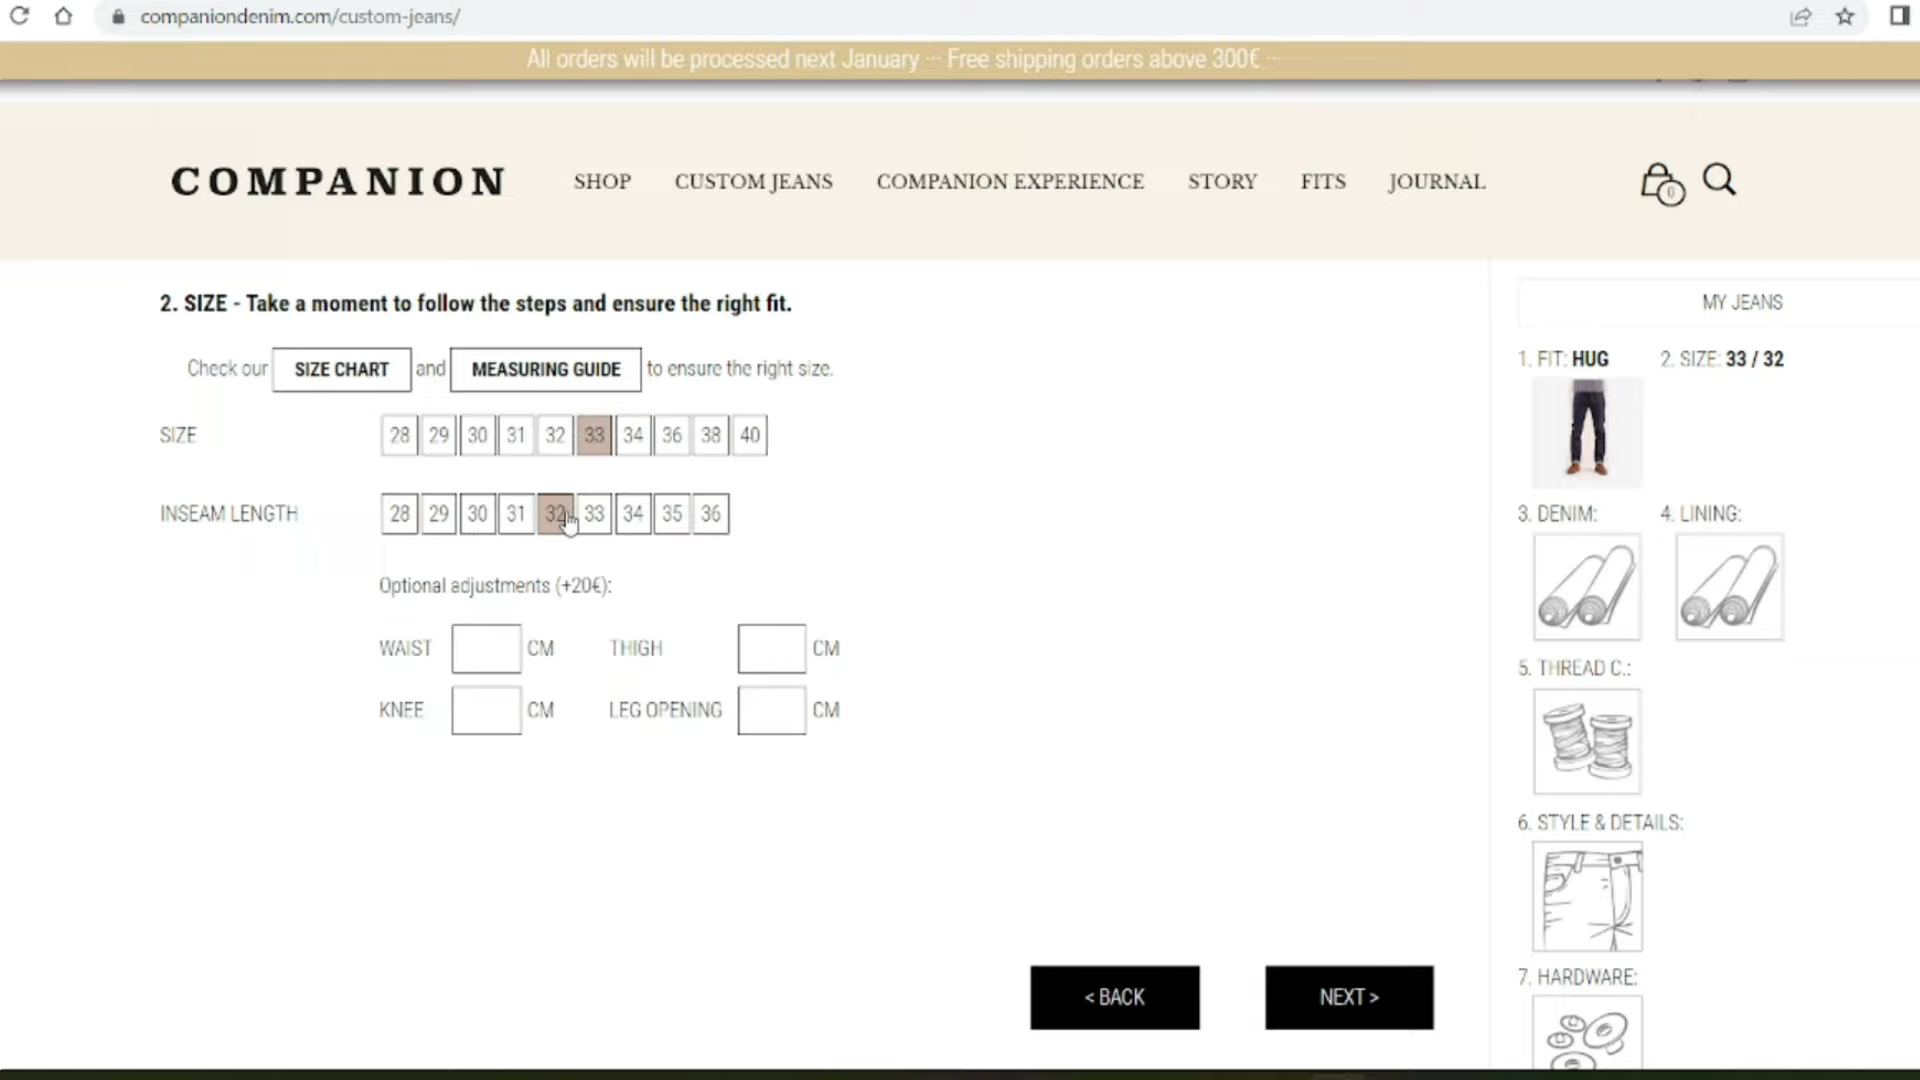 companiondenim.com/custom-jeans/
All orders will be processed next January ··· Free shipping orders above 300€ ···
COMPANION
SHOP
CUSTOM JEANS
COMPANION EXPERIENCE
STORY
FITS
JOURNAL
0
2. SIZE - Take a moment to follow the steps and ensure the right fit.
Check our SIZE CHART and MEASURING GUIDE to ensure the right size.
SIZE 28 29 30 31 32 33 34 36 38 40
INSEAM LENGTH 28 29 30 31 32 33 34 35 36
Optional adjustments (+20€):
WAIST CM THIGH CM
KNEE CM LEG OPENING CM
< BACK
NEXT >
MY JEANS
1. FIT: HUG 2. SIZE: 33 / 32
3. DENIM: 4. LINING:
5. THREAD C.:
6. STYLE & DETAILS:
7. HARDWARE: